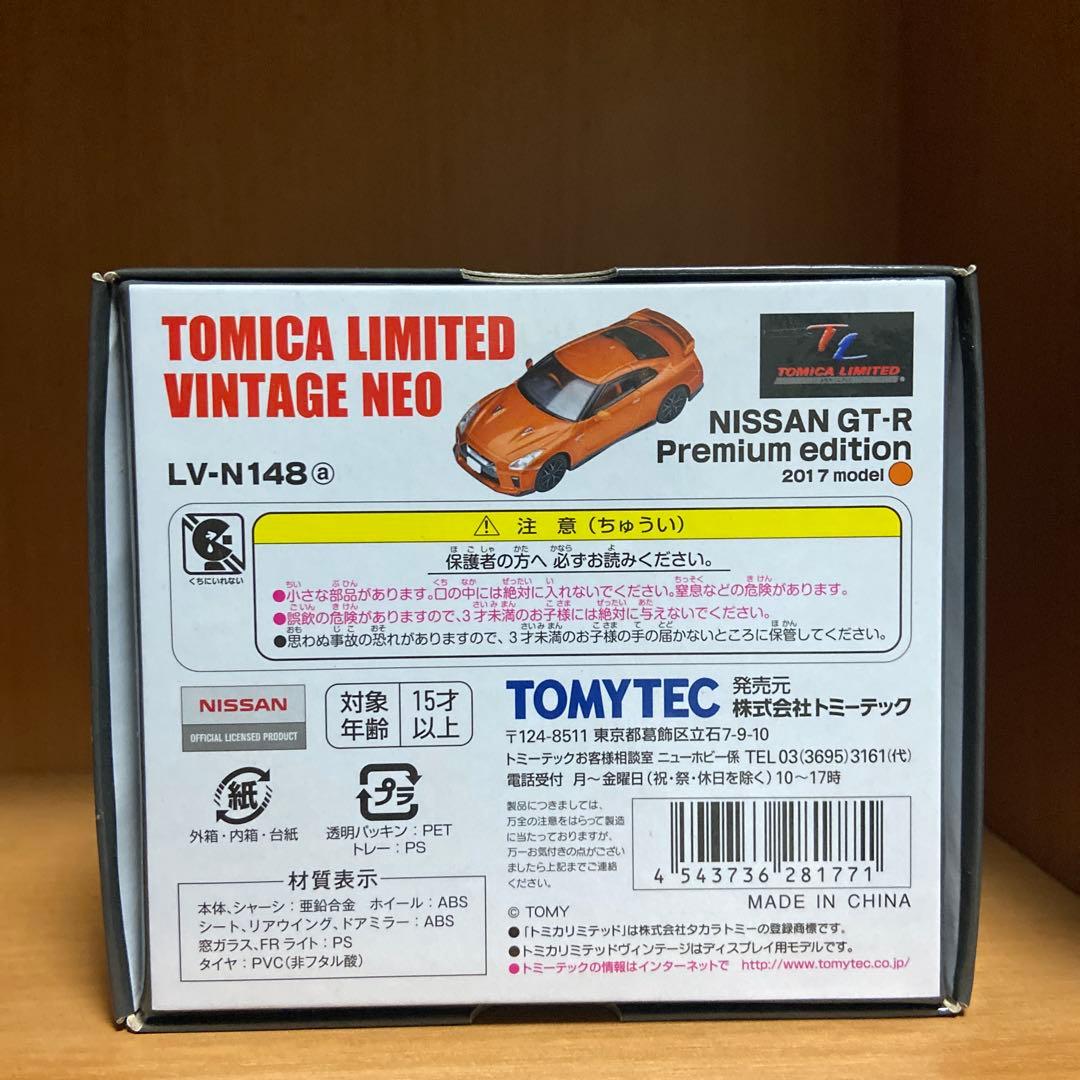 TOMICA LIMITED
VINTAGE NEO
LV-N148 ⓐ
TL
TOMICA LIMITED
NISSAN GT-R
Premium edition
2017 model
くちにいれない
⚠ 注 意（ちゅうい）
保護者の方へ 必ずお読みください。
●小さな部品があります。口の中には絶対に入れないでください。窒息などの危険があります。
●誤飲の危険がありますので、3才未満のお子様には絶対に与えないでください。
●思わぬ事故の恐れがありますので、3才未満のお子様の手の届かないところに保管してください。
NISSAN
OFFICIAL LICENSED PRODUCT
対象年齢 15才以上
TOMYTEC 発売元 株式会社トミーテック
〒124-8511 東京都葛飾区立石7-9-10
トミーテックお客様相談室 ニューホビー係 TEL 03(3695)3161(代)
電話受付 月～金曜日(祝・祭・休日を除く)10～17時
紙
外箱・内箱・台紙
プラ
透明パッキン：PET
トレー：PS
材質表示
本体、シャーシ：亜鉛合金 ホイール：ABS
シート、リアウイング、ドアミラー：ABS
窓ガラス、FRライト：PS
タイヤ：PVC(非フタル酸)
製品につきましては、
万全の注意をはらって製造
に当たっておりますが、
万一お気付きの点がござい
ましたら上記までご連絡
ください。
4 543736 281771
MADE IN CHINA
© TOMY
●「トミカリミテッド」は株式会社タカラトミーの登録商標です。
●トミカリミテッドヴィンテージはディスプレイ用モデルです。
●トミーテックの情報はインターネットで http://www.tomytec.co.jp/